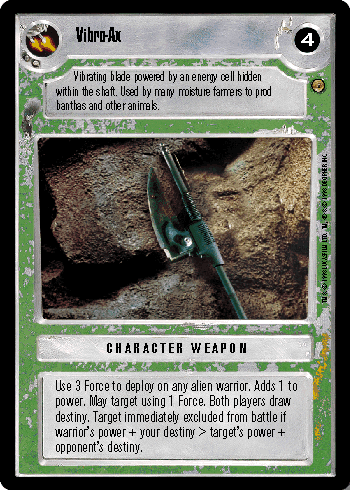 Vibro-Ax
4
Vibrating blade powered by an energy cell hidden
within the shaft. Used by many moisture farmers to prod
banthas and other animals.
CHARACTER WEAPON
Use 3 Force to deploy on any alien warrior. Adds 1 to
power. May target using 1 Force. Both players draw
destiny. Target immediately excluded from battle if
warrior's power + your destiny > target's power +
opponent's destiny.